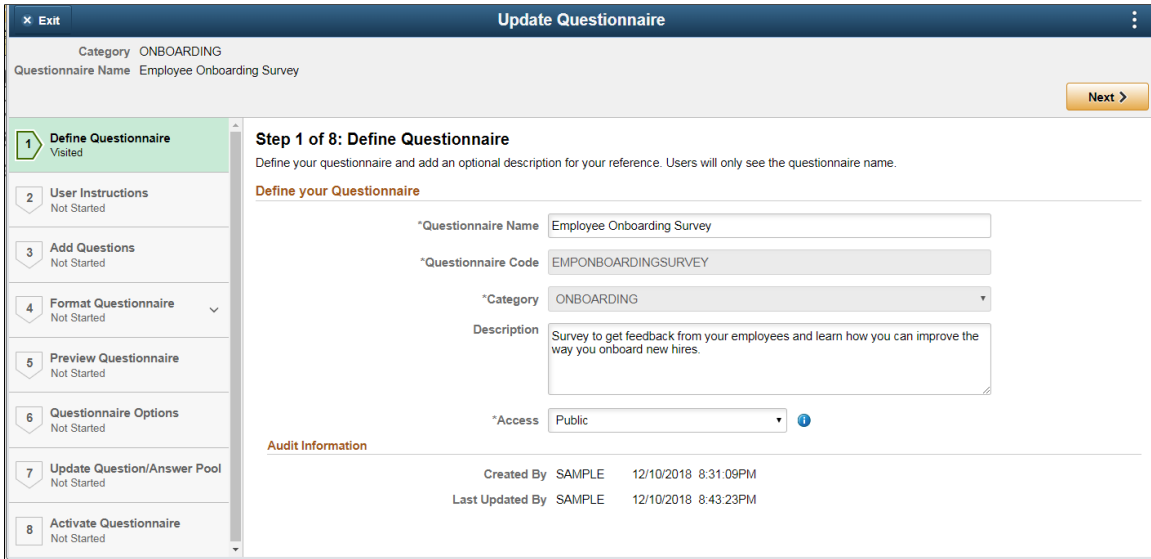 × Exit
Update Questionnaire
Category ONBOARDING
Questionnaire Name Employee Onboarding Survey
Next >
1 Define Questionnaire
Visited
2 User Instructions
Not Started
3 Add Questions
Not Started
4 Format Questionnaire
Not Started
5 Preview Questionnaire
Not Started
6 Questionnaire Options
Not Started
7 Update Question/Answer Pool
Not Started
8 Activate Questionnaire
Not Started
Step 1 of 8: Define Questionnaire
Define your questionnaire and add an optional description for your reference. Users will only see the questionnaire name.
Define your Questionnaire
*Questionnaire Name Employee Onboarding Survey
*Questionnaire Code EMPONBOARDINGSURVEY
*Category ONBOARDING
Description Survey to get feedback from your employees and learn how you can improve the
way you onboard new hires.
*Access Public i
Audit Information
Created By SAMPLE 12/10/2018 8:31:09PM
Last Updated By SAMPLE 12/10/2018 8:43:23PM